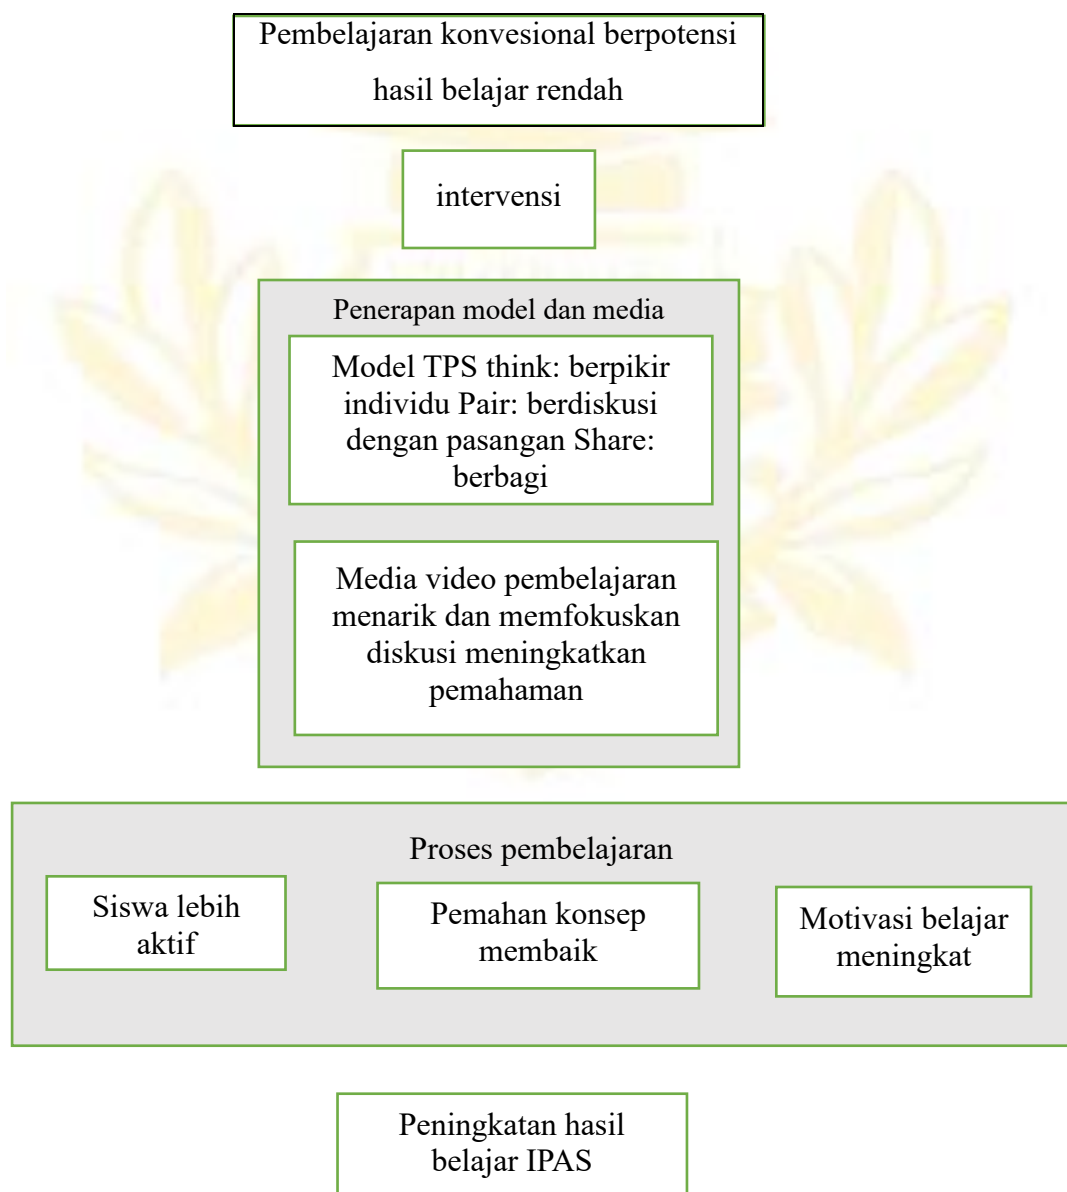 Pembelajaran konvesional berpotensi
hasil belajar rendah
intervensi
Penerapan model dan media
Model TPS think: berpikir
individu Pair: berdiskusi
dengan pasangan Share:
berbagi
Media video pembelajaran
menarik dan memfokuskan
diskusi meningkatkan
pemahaman
Proses pembelajaran
Siswa lebih
aktif
Pemahan konsep
membaik
Motivasi belajar
meningkat
Peningkatan hasil
belajar IPAS